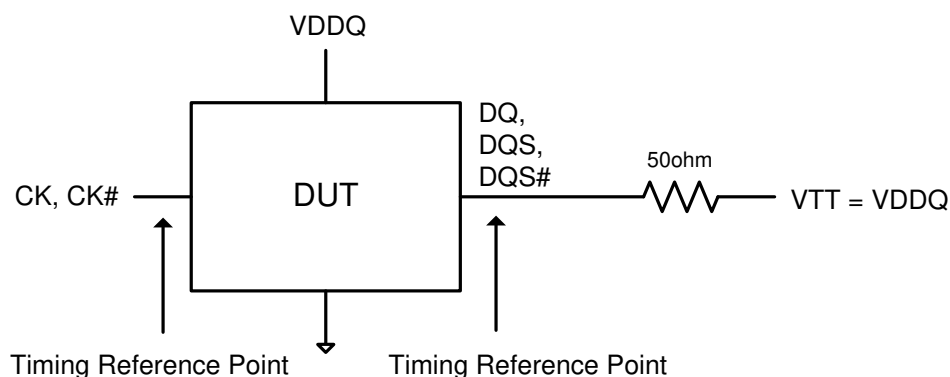 VDDQ
DQ,
DQS,
DQS#
50ohm
CK, CK#
DUT
VTT = VDDQ
Timing Reference Point
Timing Reference Point